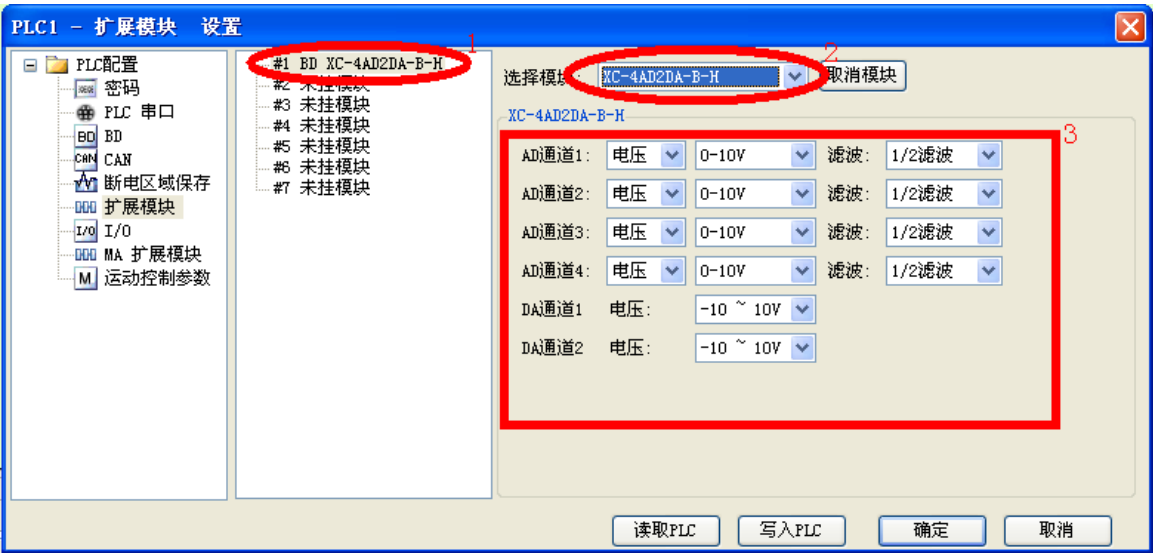 PLC1 - 扩展模块 设置
PLC配置
密码
PLC 串口
BD BD
CAN CAN
断电区域保存
扩展模块
I/O I/O
MA 扩展模块
M 运动控制参数
1
#1 BD XC-4AD2DA-B-H
#2 未挂模块
#3 未挂模块
#4 未挂模块
#5 未挂模块
#6 未挂模块
#7 未挂模块
2
选择模块: XC-4AD2DA-B-H 取消模块
XC-4AD2DA-B-H
3
AD通道1: 电压 0-10V 滤波: 1/2滤波
AD通道2: 电压 0-10V 滤波: 1/2滤波
AD通道3: 电压 0-10V 滤波: 1/2滤波
AD通道4: 电压 0-10V 滤波: 1/2滤波
DA通道1 电压: -10 ~ 10V
DA通道2 电压: -10 ~ 10V
读取PLC 写入PLC 确定 取消